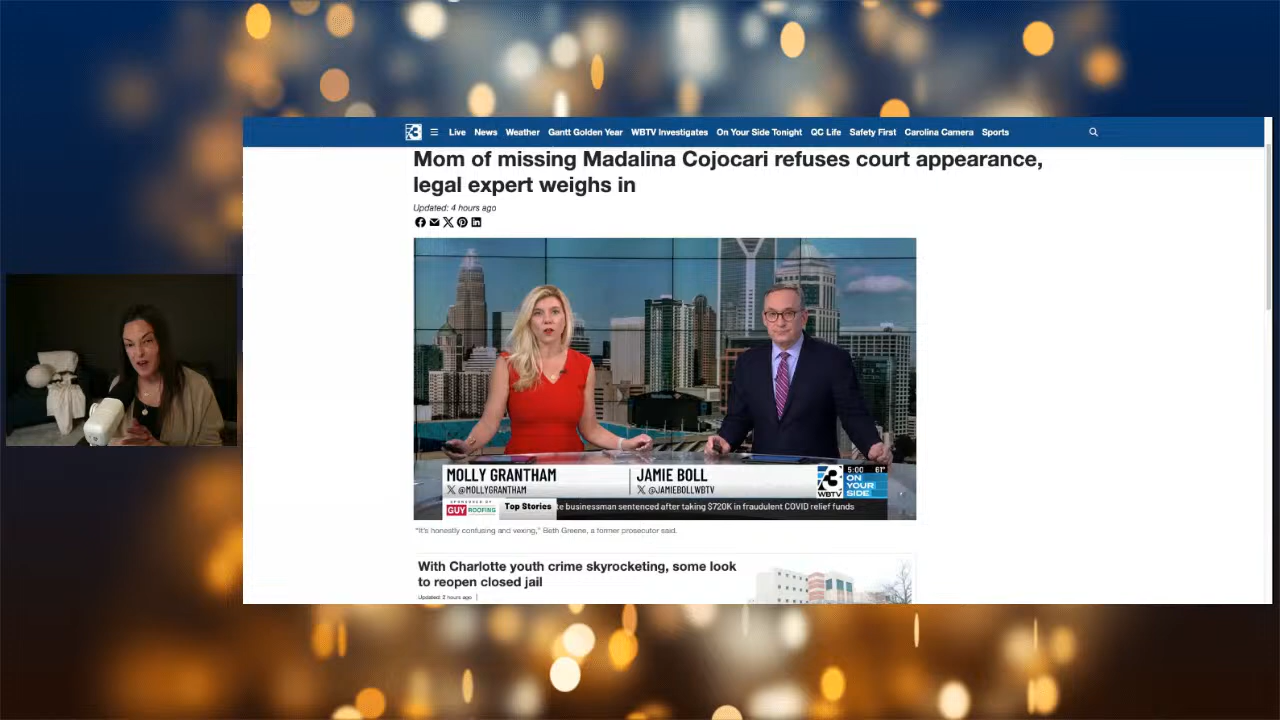 3
Live News Weather Gantt Golden Year WBTV Investigates On Your Side Tonight QC Life Safety First Carolina Camera Sports
Mom of missing Madalina Cojocari refuses court appearance,
legal expert weighs in
Updated: 4 hours ago
MOLLY GRANTHAM
@MOLLYGRANTHAM
JAMIE BOLL
@JAMIEBOLLWBTV
3
WBTV
5:00 61°
ON
YOUR
SIDE
SPONSORED BY
GUY ROOFING
Top Stories
e businessman sentenced after taking $720K in fraudulent COVID relief funds
"It's honestly confusing and vexing," Beth Greene, a former prosecutor said.
With Charlotte youth crime skyrocketing, some look
to reopen closed jail
Updated: 2 hours ago